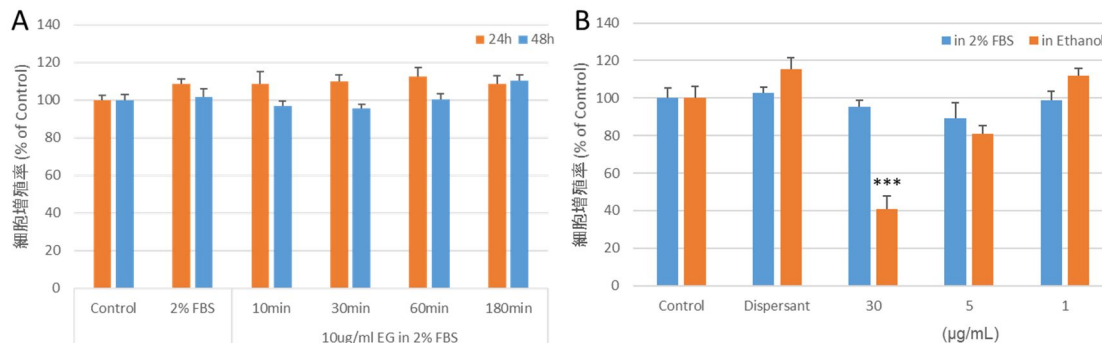 A
140
120
100
80
60
40
20
0
細胞増殖率 (% of Control)
24h 48h
Control 2% FBS 10min 30min 60min 180min
10ug/ml EG in 2% FBS
B
140
120
100
80
60
40
20
0
細胞増殖率 (% of Control)
in 2% FBS in Ethanol
***
Control Dispersant 30 5 1
(µg/mL)